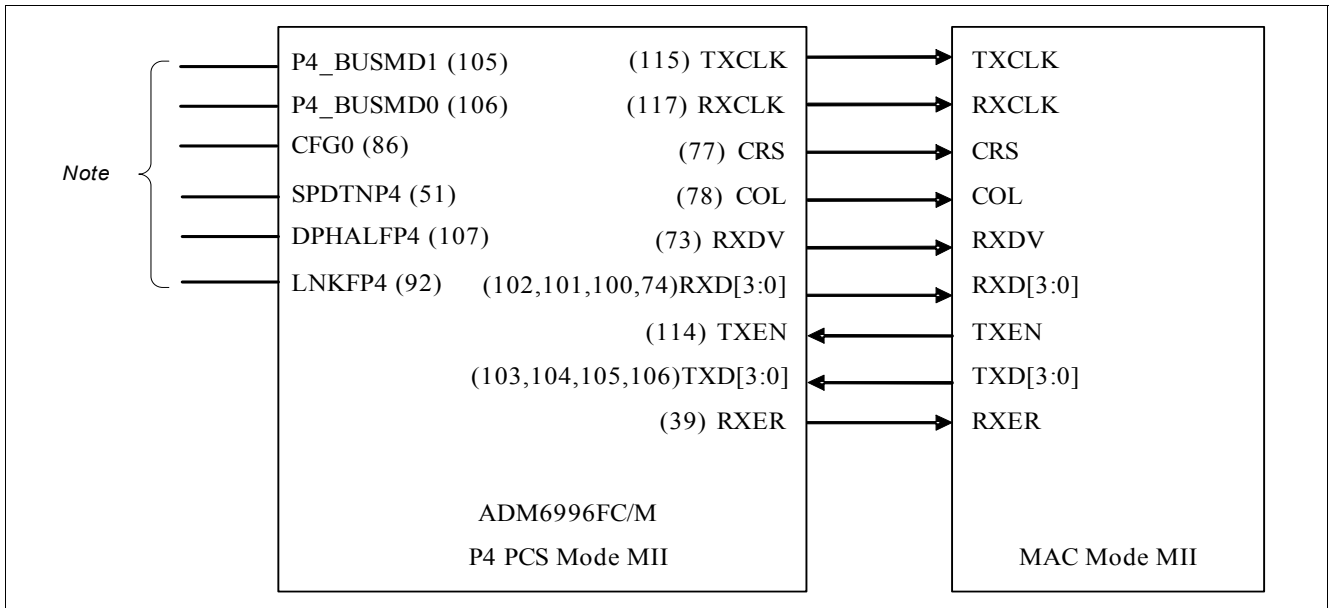 P4_BUSMD1 (105) (115) TXCLK TXCLK
P4_BUSMD0 (106) (117) RXCLK RXCLK
CFG0 (86) (77) CRS CRS
Note
SPDTNP4 (51) (78) COL COL
DPHALFP4 (107) (73) RXDV RXDV
LNKFP4 (92) (102,101,100,74)RXD[3:0] RXD[3:0]
(114) TXEN TXEN
(103,104,105,106)TXD[3:0] TXD[3:0]
(39) RXER RXER
ADM6996FC/M
P4 PCS Mode MII MAC Mode MII